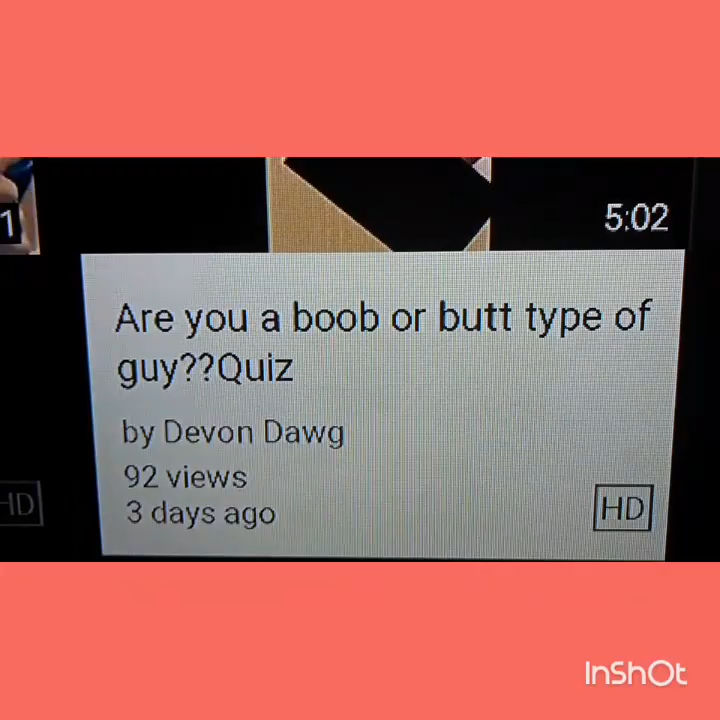 1
5:02
Are you a boob or butt type of
guy??Quiz
by Devon Dawg
92 views
3 days ago
HD
HD
InShOt